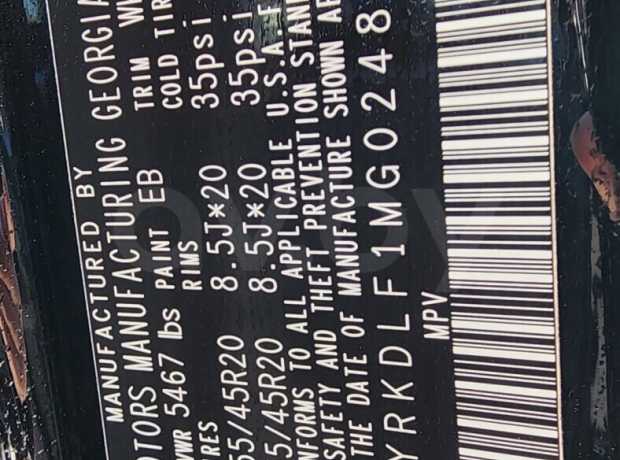 MANUFACTURED BY
OTORS MANUFACTURING GEORGIA
VWR 5467 lbs PAINT EB TRIM W
RES RIMS COLD TIR
55/45R20 8.5J*20 35psi
5/45R20 8.5J*20 35psi
NFORMS TO ALL APPLICABLE U.S.A F
SAFETY AND THEFT PREVENTION STAN
THE DATE OF MANUFACTURE SHOWN AB
YRKDLF1MG0248
MPV